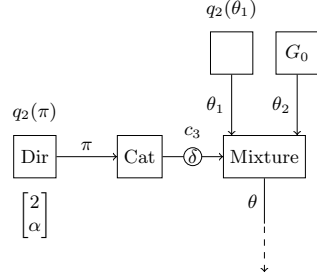 q₂(θ₁)
G₀
θ₁
θ₂
q₂(π)
c₃
Dir
π
Cat
δ
Mixture
[2
α]
θ